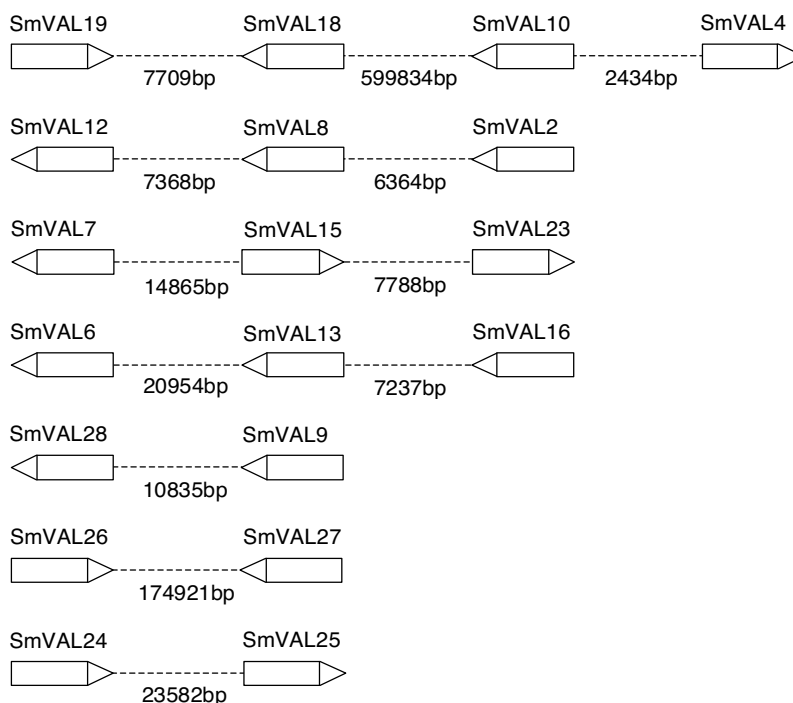 SmVAL19 SmVAL18 SmVAL10 SmVAL4
7709bp 599834bp 2434bp
SmVAL12 SmVAL8 SmVAL2
7368bp 6364bp
SmVAL7 SmVAL15 SmVAL23
14865bp 7788bp
SmVAL6 SmVAL13 SmVAL16
20954bp 7237bp
SmVAL28 SmVAL9
10835bp
SmVAL26 SmVAL27
174921bp
SmVAL24 SmVAL25
23582bp